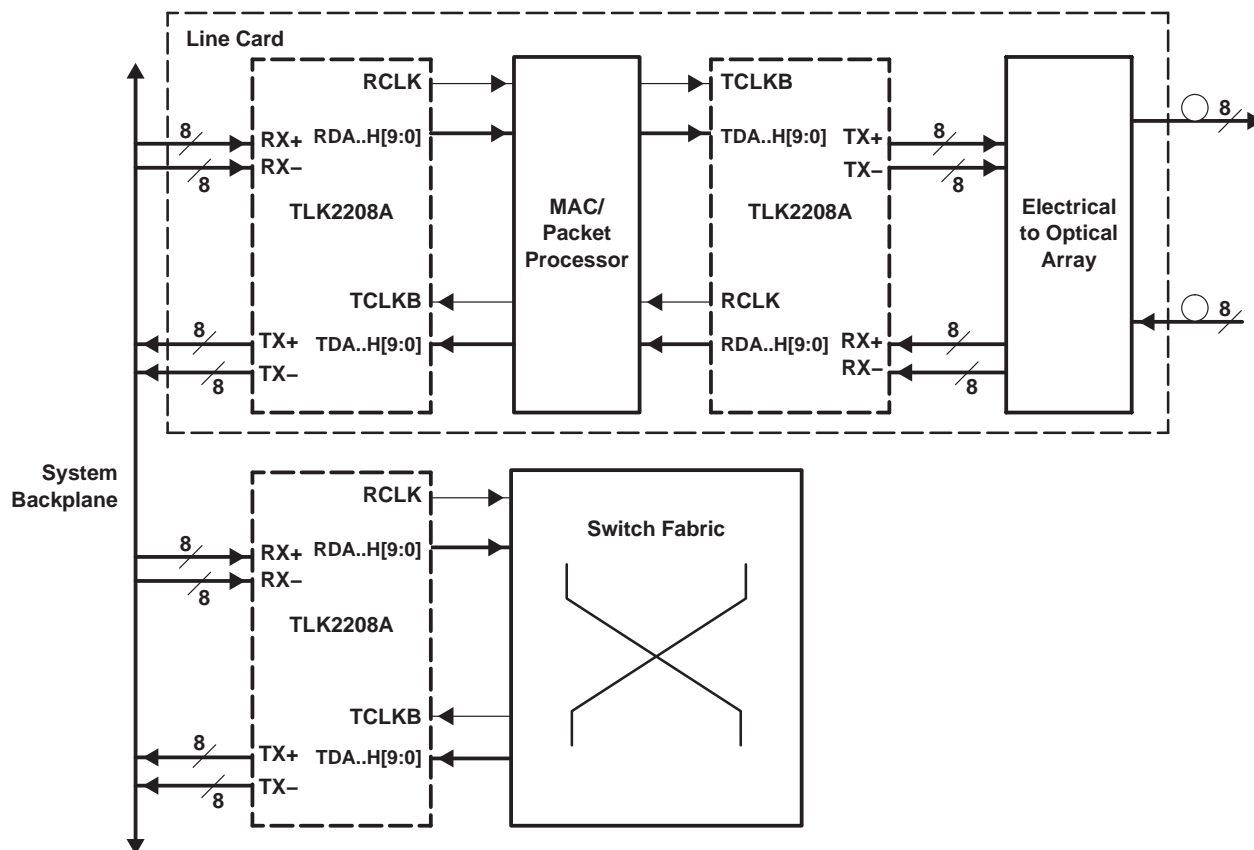 Line Card
RCLK
TCLKB
8
RX+
RDA..H[9:0]
TDA..H[9:0]
TX+
8
8
RX–
8
TX–
8
TLK2208A
MAC/
Packet
Processor
TLK2208A
Electrical
to Optical
Array
TCLKB
RCLK
8
8
TX+
TDA..H[9:0]
RDA..H[9:0]
RX+
8
TX–
8
RX–
8
System
Backplane
RCLK
Switch Fabric
8
RX+
RDA..H[9:0]
RX–
8
TLK2208A
TCLKB
8
TX+
TDA..H[9:0]
TX–
8